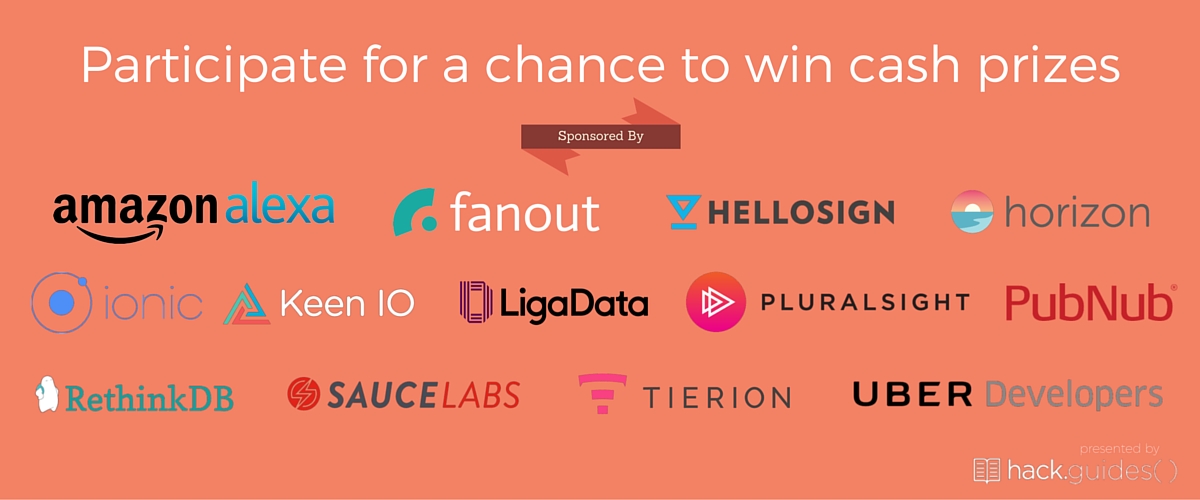 Participate for a chance to win cash prizes
Sponsored By
amazon alexa fanout HELLOSIGN horizon
ionic Keen IO LigaData PLURALSIGHT PubNub®
RethinkDB SAUCELABS TIERION UBER Developers
presented by
hack.guides( )